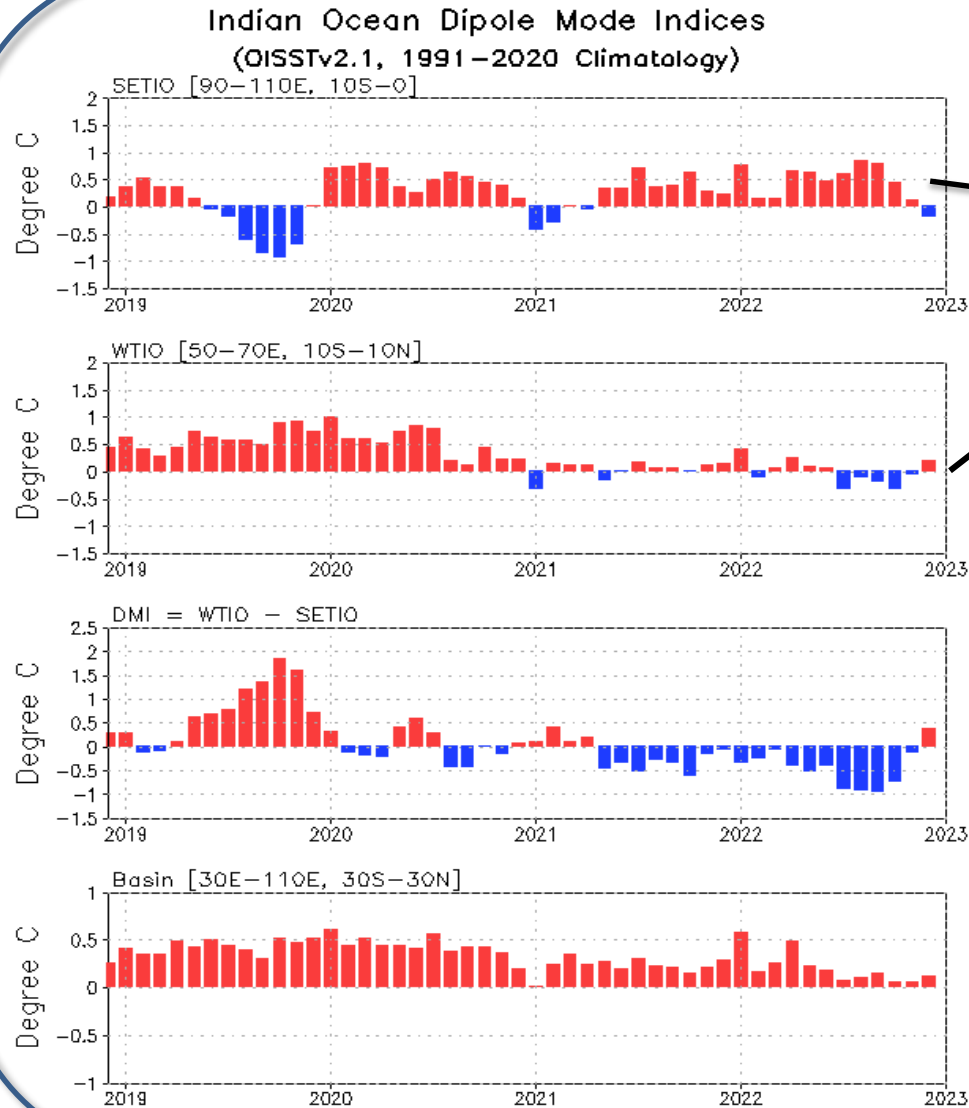 Indian Ocean Dipole Mode Indices
(OISSTv2.1, 1991-2020 Climatology)
SETIO [90-110E, 10S-0]
2
1.5
1
0.5
0
-0.5
-1
-1.5
Degree C
2019 2020 2021 2022 2023
WTIO [50-70E, 10S-10N]
2
1.5
1
0.5
0
-0.5
-1
-1.5
Degree C
2019 2020 2021 2022 2023
DMI = WTIO - SETIO
2.5
2
1.5
1
0.5
0
-0.5
-1
-1.5
Degree C
2019 2020 2021 2022 2023
Basin [30E-110E, 30S-30N]
1
0.5
0
-0.5
-1
Degree C
2019 2020 2021 2022 2023